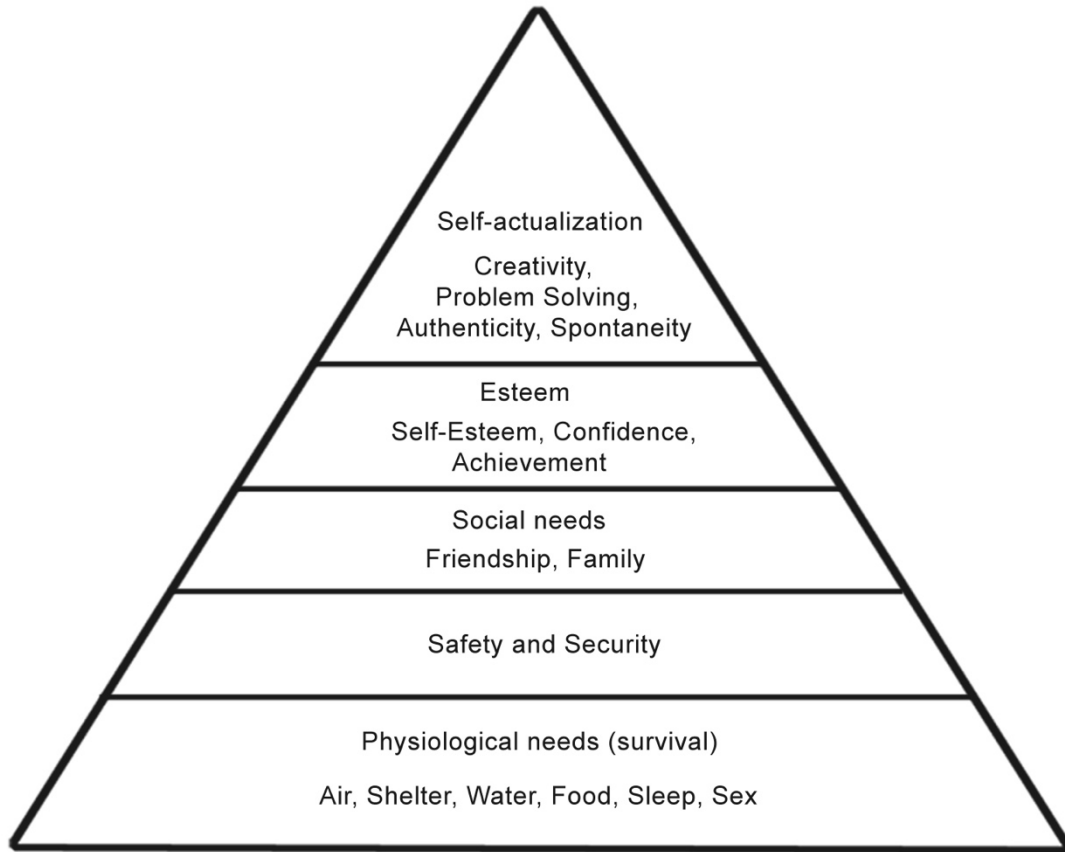 Self-actualization
Creativity,
Problem Solving,
Authenticity, Spontaneity
Esteem
Self-Esteem, Confidence,
Achievement
Social needs
Friendship, Family
Safety and Security
Physiological needs (survival)
Air, Shelter, Water, Food, Sleep, Sex